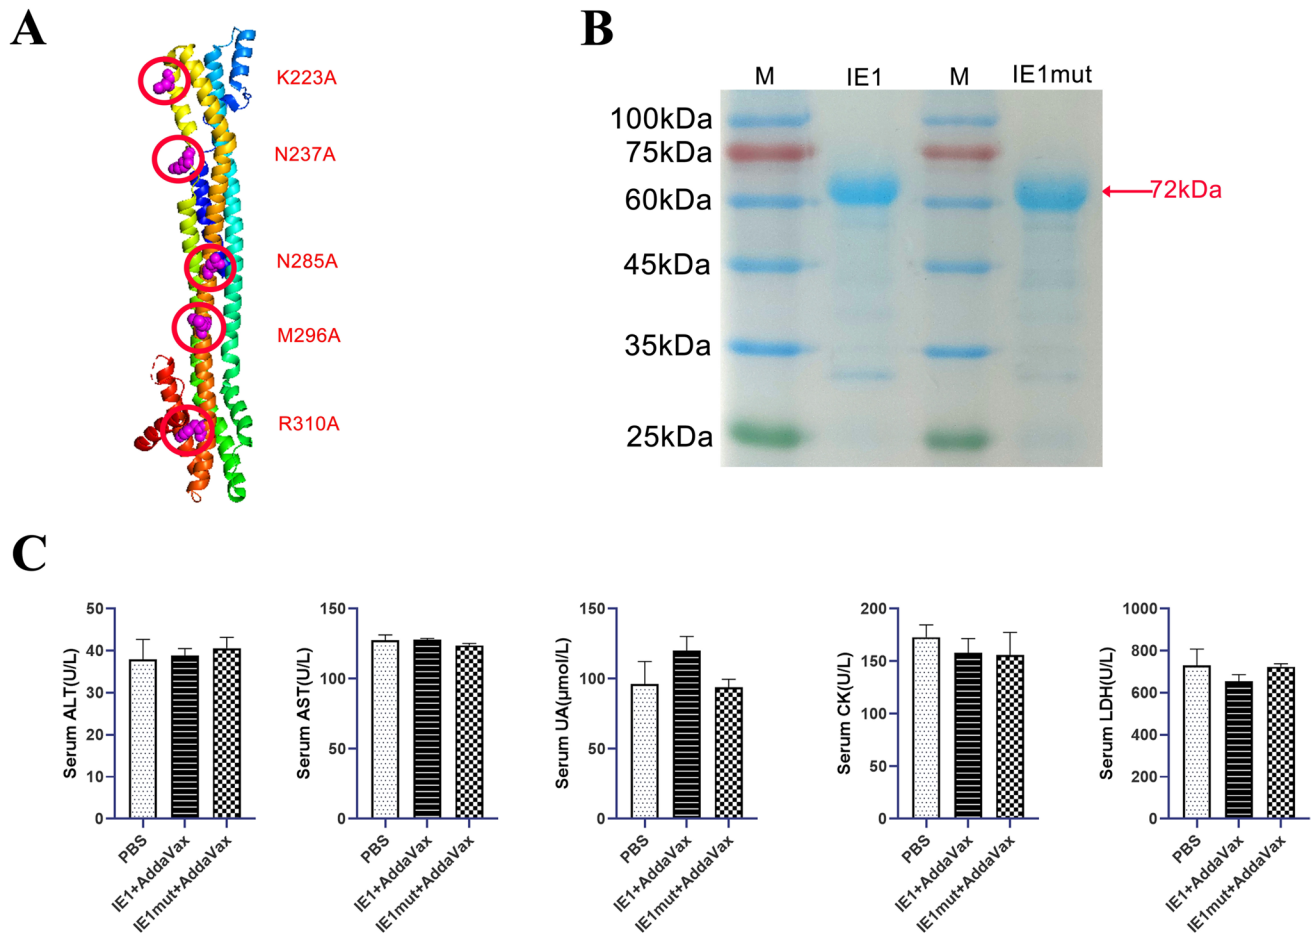 A
K223A
N237A
N285A
M296A
R310A
B
M IE1 M IE1mut
100kDa
75kDa
60kDa
45kDa
35kDa
25kDa
72kDa
C
Serum ALT(U/L)
50
40
30
20
10
0
PBS
IE1+AddaVax
IE1mut+AddaVax
Serum AST(U/L)
150
100
50
0
PBS
IE1+AddaVax
IE1mut+AddaVax
Serum UA(μmol/L)
150
100
50
0
PBS
IE1+AddaVax
IE1mut+AddaVax
Serum CK(U/L)
200
150
100
50
0
PBS
IE1+AddaVax
IE1mut+AddaVax
Serum LDH(U/L)
1000
800
600
400
200
0
PBS
IE1+AddaVax
IE1mut+AddaVax